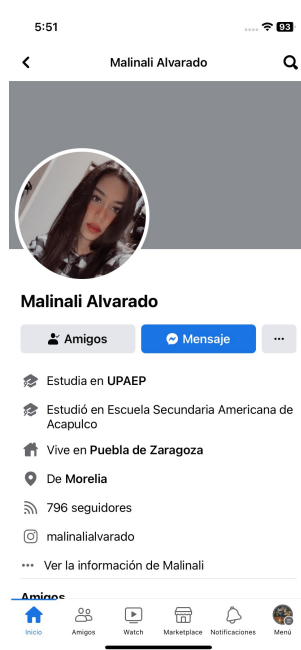 5:51
93
Malinali Alvarado
Malinali Alvarado
Amigos
Mensaje
Estudia en UPAEP
Estudió en Escuela Secundaria Americana de
Acapulco
Vive en Puebla de Zaragoza
De Morelia
796 seguidores
malinalialvarado
Ver la información de Malinali
Amigos
Inicio
Amigos
Watch
Marketplace
Notificaciones
Menú